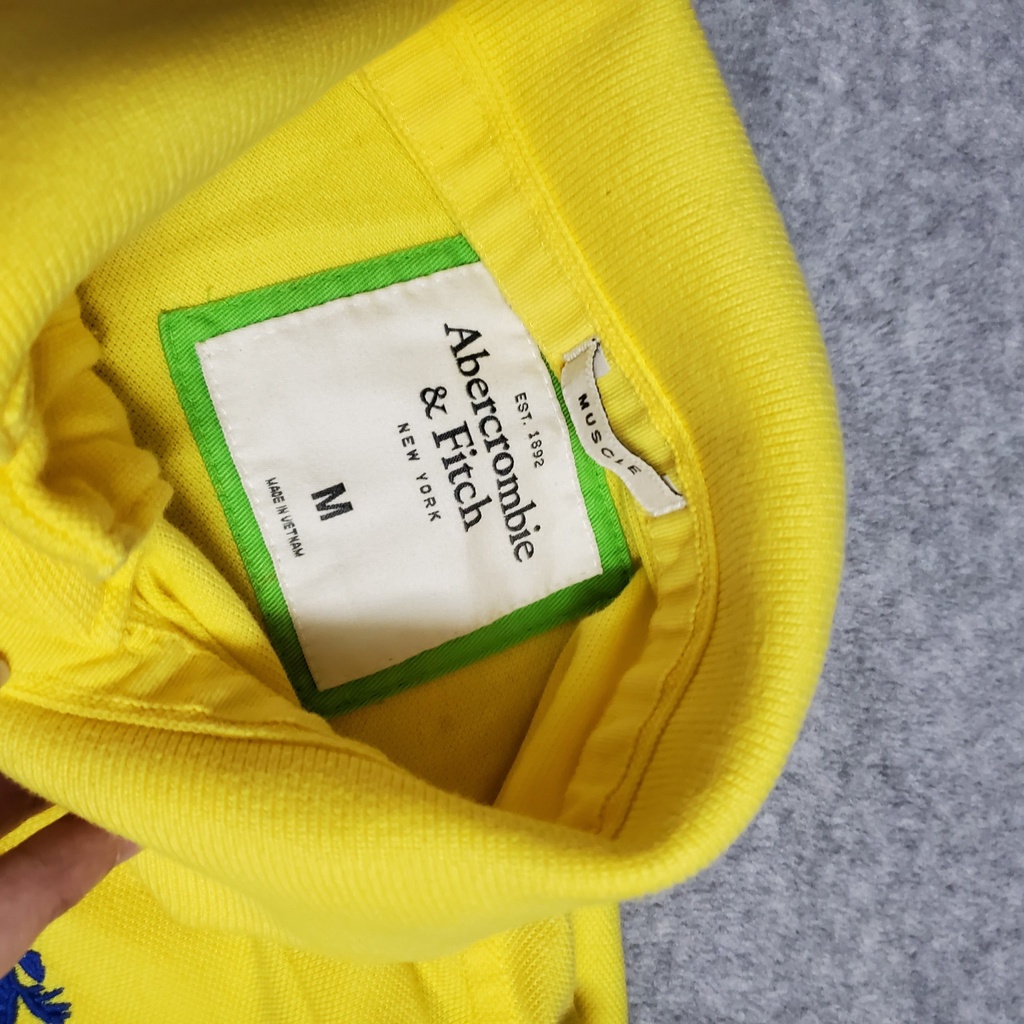 MUSCLE
EST. 1892
Abercrombie
& Fitch
NEW YORK
M
MADE IN VIETNAM